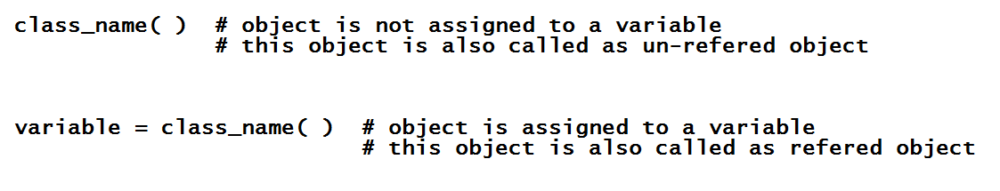 class_name( )  # object is not assigned to a variable
# this object is also called as un-refered object
variable = class_name( )  # object is assigned to a variable
# this object is also called as refered object